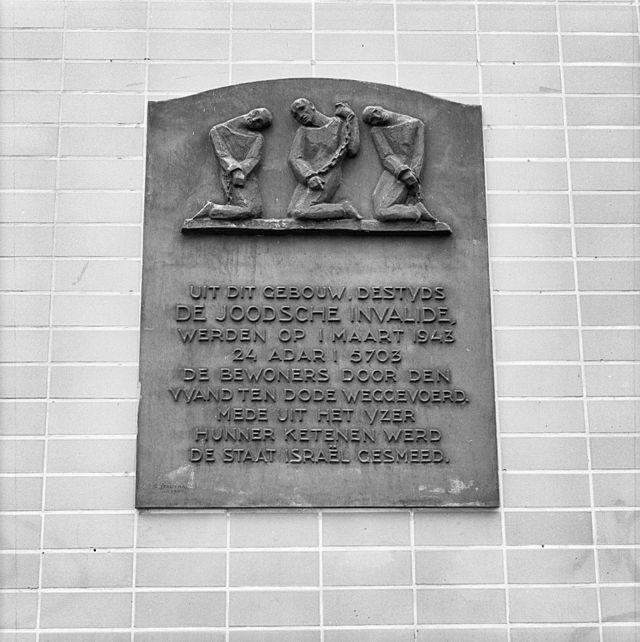 UIT DIT GEBOUW, DESTYDS
DE JOODSCHE INVALIDE,
WERDEN OP 1 MAART 1943
24 ADAR I 5703
DE BEWONERS DOOR DEN
VYAND TEN DODE WEGGEVOERD.
MEDE UIT HET YZER
HUNNER KETENEN WERD
DE STAAT ISRAËL GESMEED.